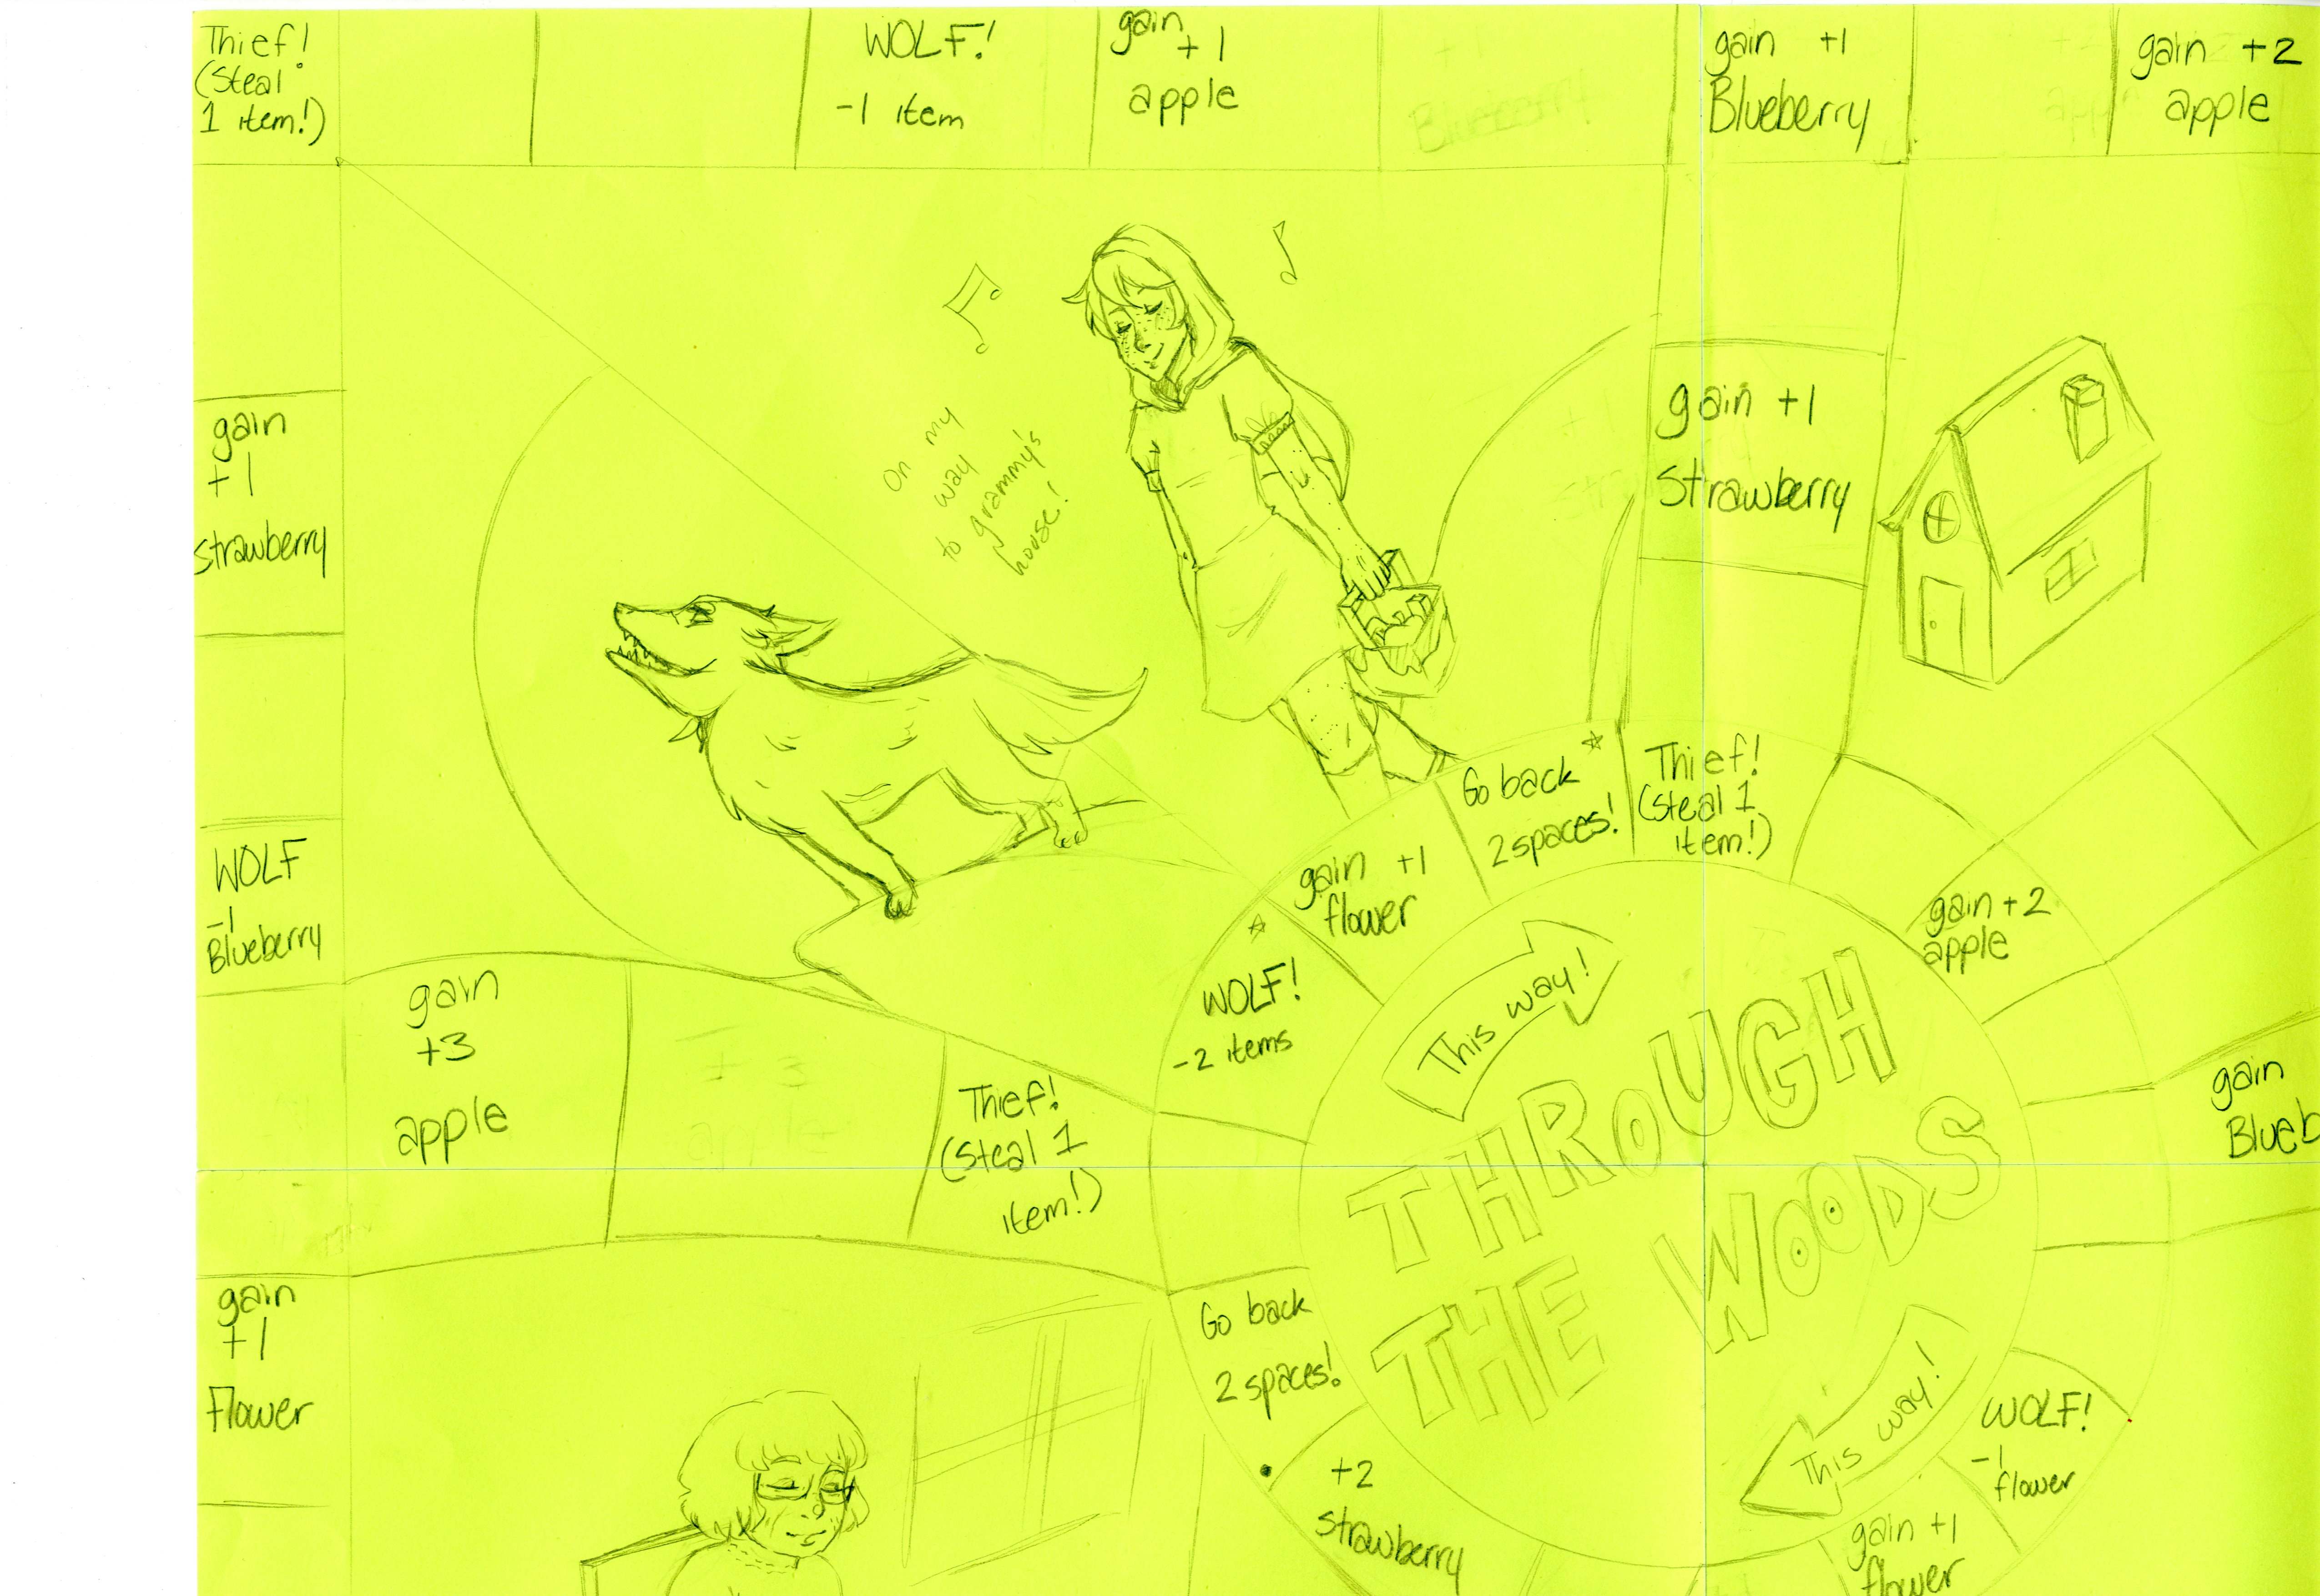 Thief!
(Steal
1 item!)
WOLF!
-1 item
gain
+1
apple
gain +1
Blueberry
gain +2
apple
gain
+1
strawberry
On my
way
to grammy's
house!
gain +1
Strawberry
WOLF
-1
Blueberry
gain
+3
apple
Thief!
(Steal 1
item!)
WOLF!
-2 items
gain +1
flower
Go back
2 spaces!
Thief!
(Steal 1
item!)
gain +2
apple
gain
This way!
THROUGH
THE WOODS
This way!
gain
+1
Flower
Go back
2 spaces!
+2
strawberry
WOLF!
-1
flower
gain +1
flower